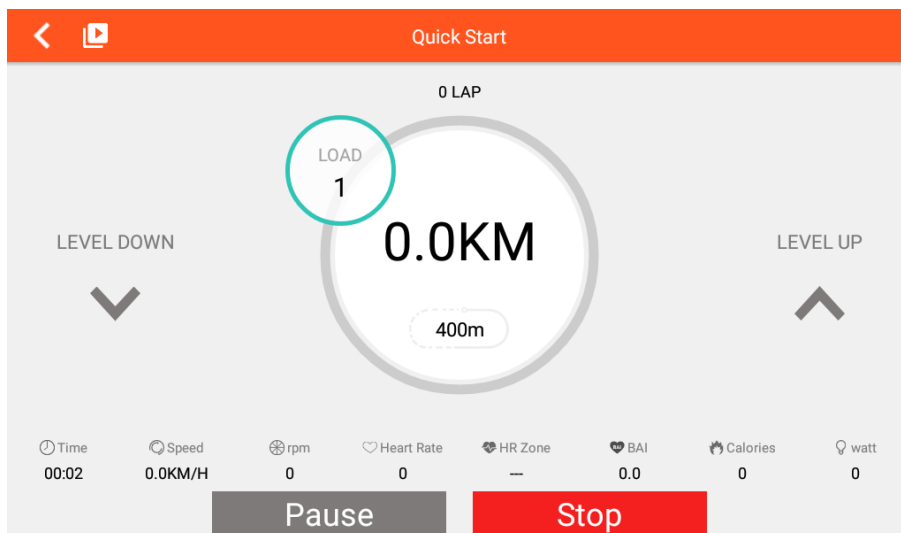 Quick Start
0 LAP
LOAD
1
0.0KM
LEVEL DOWN
LEVEL UP
400m
Time Speed rpm Heart Rate HR Zone BAI Calories watt
00:02 0.0KM/H 0 0 --- 0.0 0 0
Pause Stop